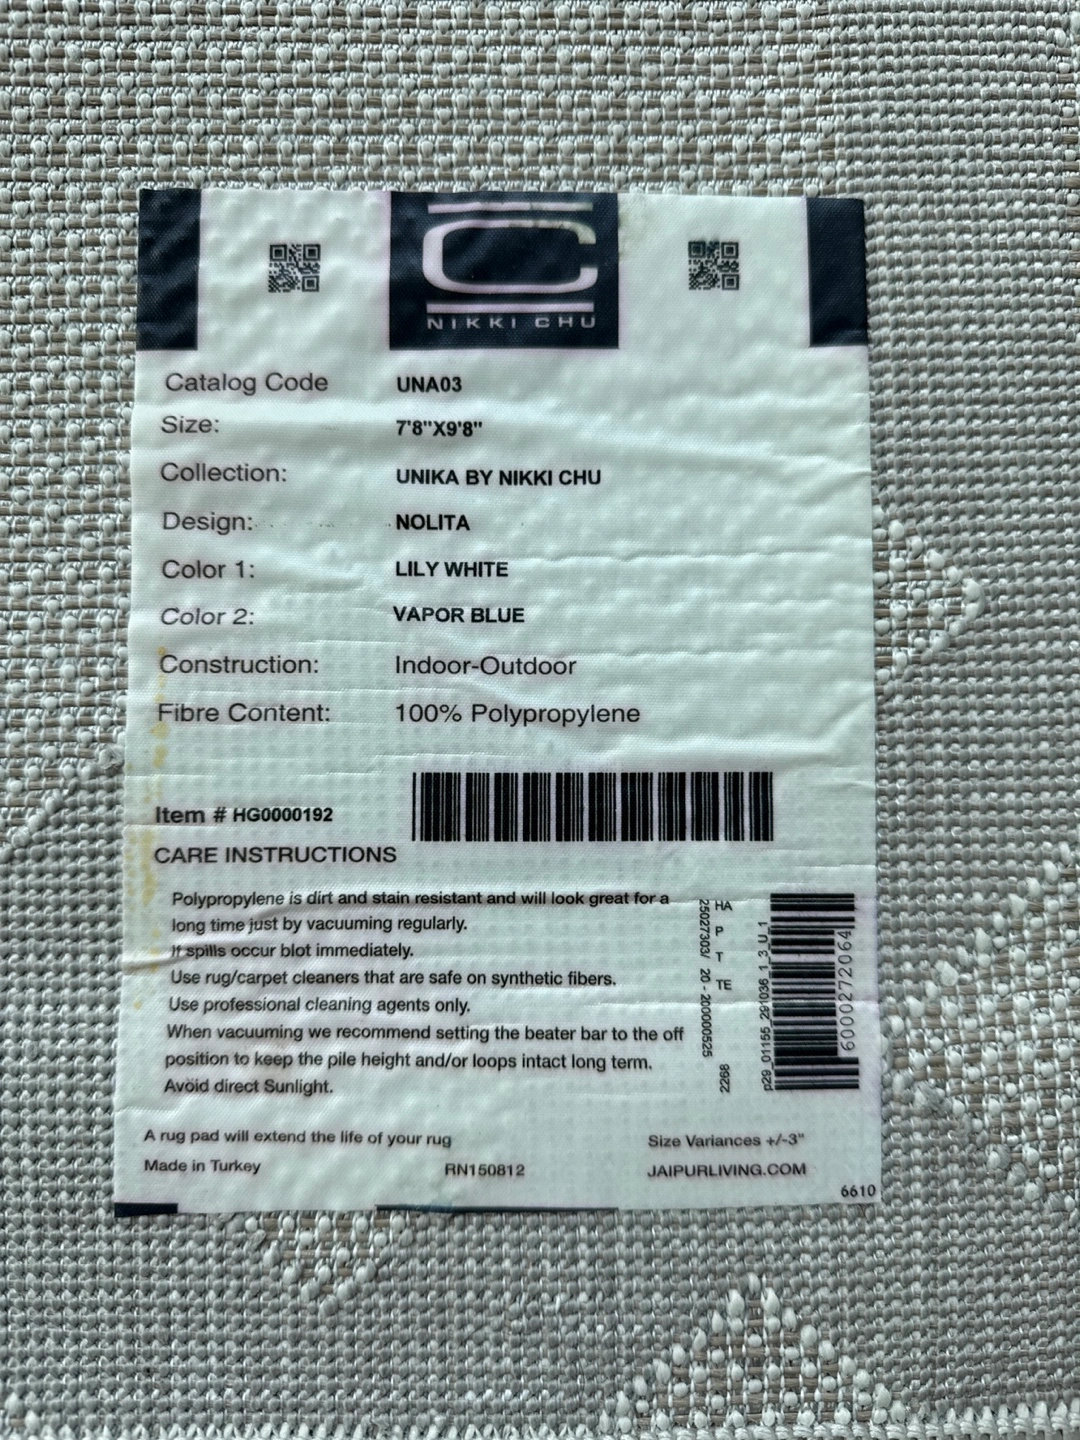 NIKKI CHU
Catalog Code UNA03
Size: 7'8"X9'8"
Collection: UNIKA BY NIKKI CHU
Design: NOLITA
Color 1: LILY WHITE
Color 2: VAPOR BLUE
Construction: Indoor-Outdoor
Fibre Content: 100% Polypropylene
Item # HG0000192
CARE INSTRUCTIONS
Polypropylene is dirt and stain resistant and will look great for a
long time just by vacuuming regularly.
If spills occur blot immediately.
Use rug/carpet cleaners that are safe on synthetic fibers.
Use professional cleaning agents only.
When vacuuming we recommend setting the beater bar to the off
position to keep the pile height and/or loops intact long term.
Avoid direct Sunlight.
HA
P
T
TE
25027303/ 20 - 200000525
2268
p29_01155_291036_1_3_U_1
6000272064
A rug pad will extend the life of your rug
Size Variances +/-3"
Made in Turkey
RN150812
JAIPURLIVING.COM
6610